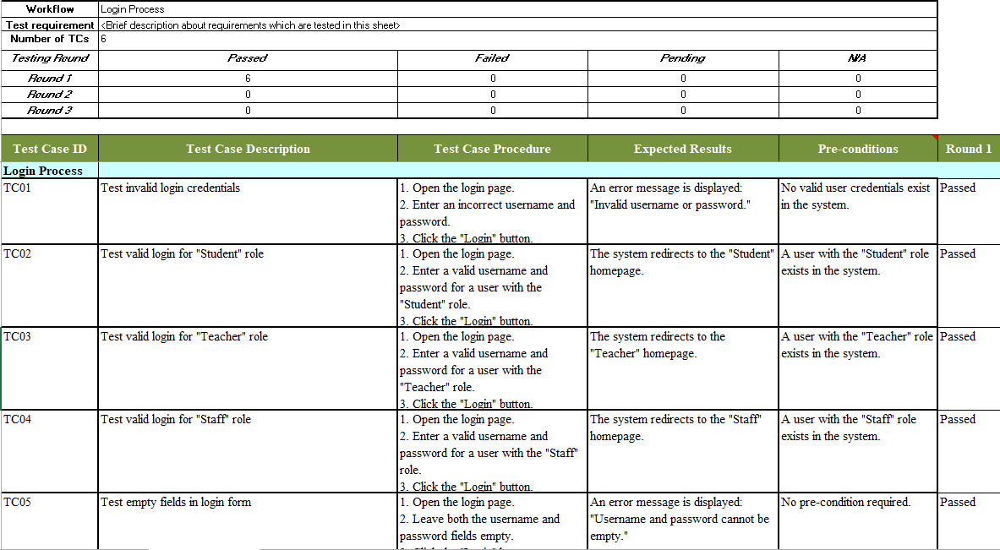 Workflow Login Process
Test requirement <Brief description about requirements which are tested in this sheet>
Number of TCs 6
Testing Round Passed Failed Pending N/A
Round 1 6 0 0 0
Round 2 0 0 0 0
Round 3 0 0 0 0
Test Case ID Test Case Description Test Case Procedure Expected Results Pre-conditions Round 1
Login Process
TC01 Test invalid login credentials 1. Open the login page. An error message is displayed: No valid user credentials exist Passed
2. Enter an incorrect username and "Invalid username or password." in the system.
password.
3. Click the "Login" button.
TC02 Test valid login for "Student" role 1. Open the login page. The system redirects to the "Student" A user with the "Student" role Passed
2. Enter a valid username and homepage. exists in the system.
password for a user with the
"Student" role.
3. Click the "Login" button.
TC03 Test valid login for "Teacher" role 1. Open the login page. The system redirects to the A user with the "Teacher" role Passed
2. Enter a valid username and "Teacher" homepage. exists in the system.
password for a user with the
"Teacher" role.
3. Click the "Login" button.
TC04 Test valid login for "Staff" role 1. Open the login page. The system redirects to the "Staff" A user with the "Staff" role Passed
2. Enter a valid username and homepage. exists in the system.
password for a user with the "Staff"
role.
3. Click the "Login" button.
TC05 Test empty fields in login form 1. Open the login page. An error message is displayed: No pre-condition required. Passed
2. Leave both the username and "Username and password cannot be
password fields empty. empty."